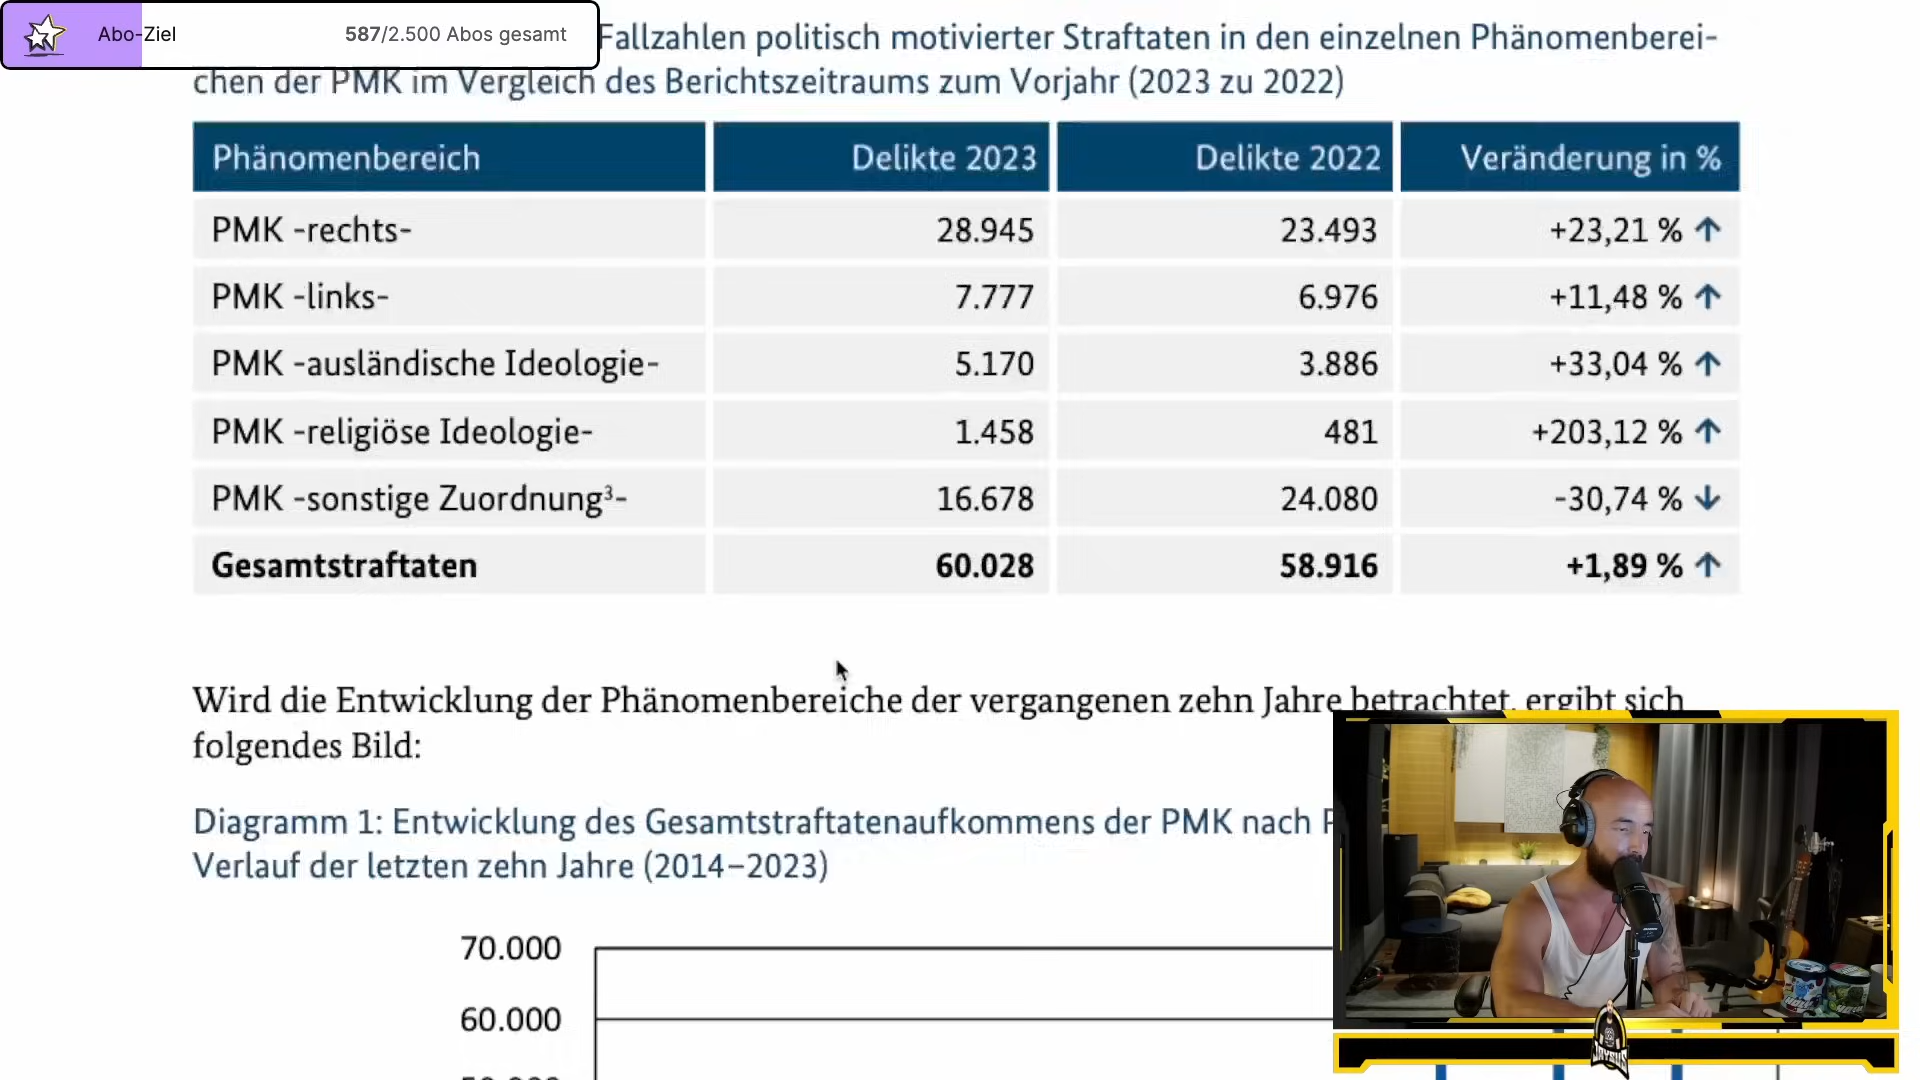 Abo-Ziel 587/2.500 Abos gesamt
Fallzahlen politisch motivierter Straftaten in den einzelnen Phänomenberei-
chen der PMK im Vergleich des Berichtszeitraums zum Vorjahr (2023 zu 2022)
Phänomenbereich Delikte 2023 Delikte 2022 Veränderung in %
PMK -rechts- 28.945 23.493 +23,21 % ↑
PMK -links- 7.777 6.976 +11,48 % ↑
PMK -ausländische Ideologie- 5.170 3.886 +33,04 % ↑
PMK -religiöse Ideologie- 1.458 481 +203,12 % ↑
PMK -sonstige Zuordnung³- 16.678 24.080 -30,74 % ↓
Gesamtstraftaten 60.028 58.916 +1,89 % ↑
Wird die Entwicklung der Phänomenbereiche der vergangenen zehn Jahre betrachtet, ergibt sich
folgendes Bild:
Diagramm 1: Entwicklung des Gesamtstraftatenaufkommens der PMK nach
Verlauf der letzten zehn Jahre (2014–2023)
70.000
60.000
JAYSUS